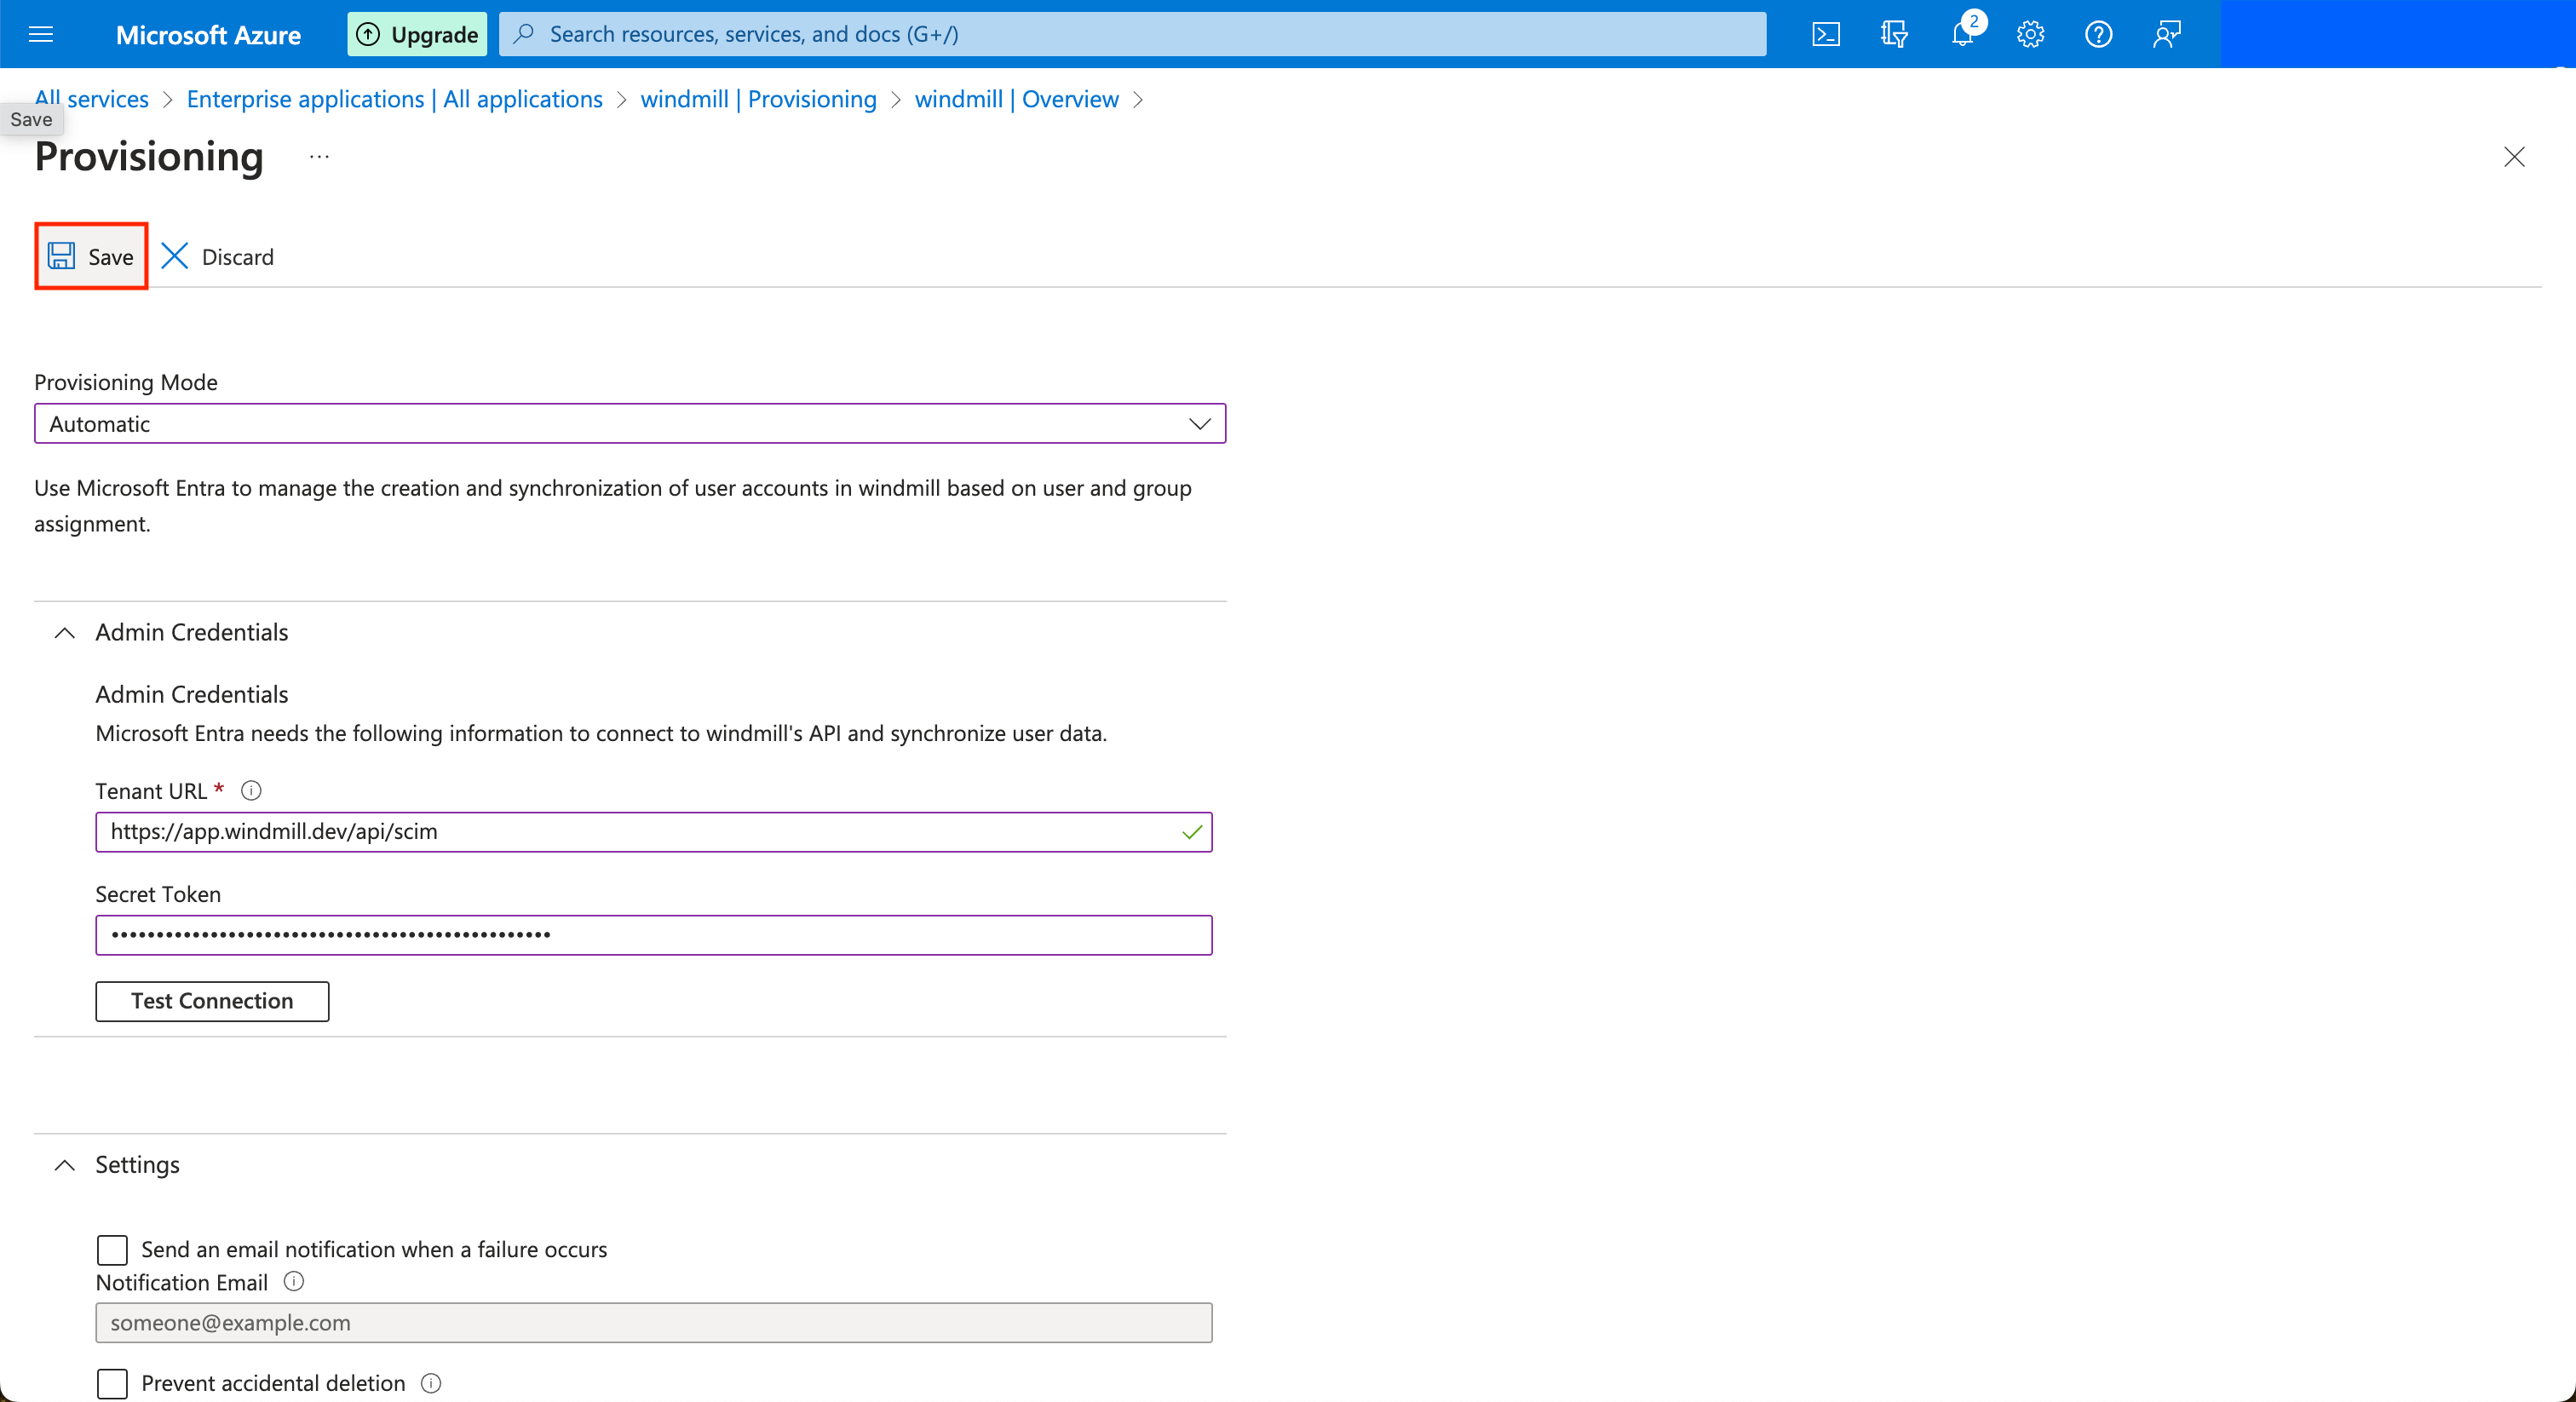 Microsoft Azure
Upgrade
Search resources, services, and docs (G+/)
2
All services > Enterprise applications | All applications > windmill | Provisioning > windmill | Overview >
Save
Provisioning ...
Save
Discard
Provisioning Mode
Automatic
Use Microsoft Entra to manage the creation and synchronization of user accounts in windmill based on user and group
assignment.
Admin Credentials
Admin Credentials
Microsoft Entra needs the following information to connect to windmill's API and synchronize user data.
Tenant URL *
https://app.windmill.dev/api/scim
Secret Token
•••••••••••••••••••••••••••••••••••••••••••••••••
Test Connection
Settings
Send an email notification when a failure occurs
Notification Email
someone@example.com
Prevent accidental deletion